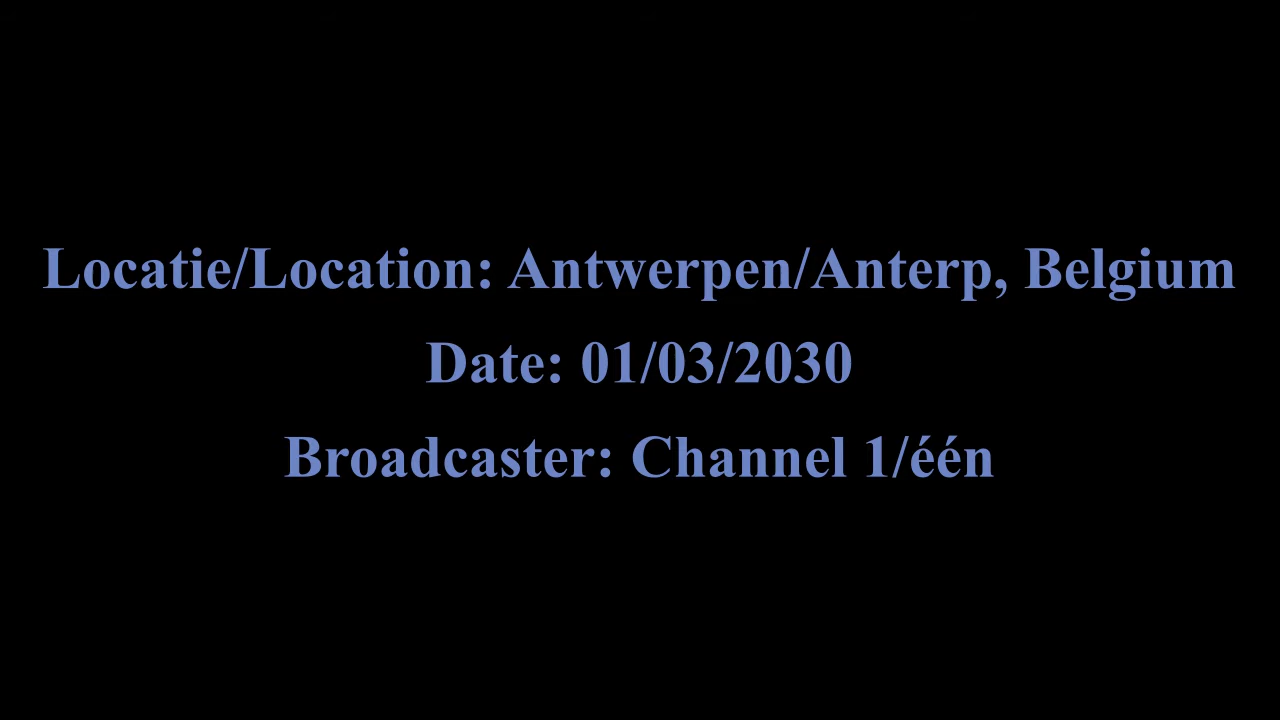 Locatie/Location: Antwerpen/Anterp, Belgium
Date: 01/03/2030
Broadcaster: Channel 1/één